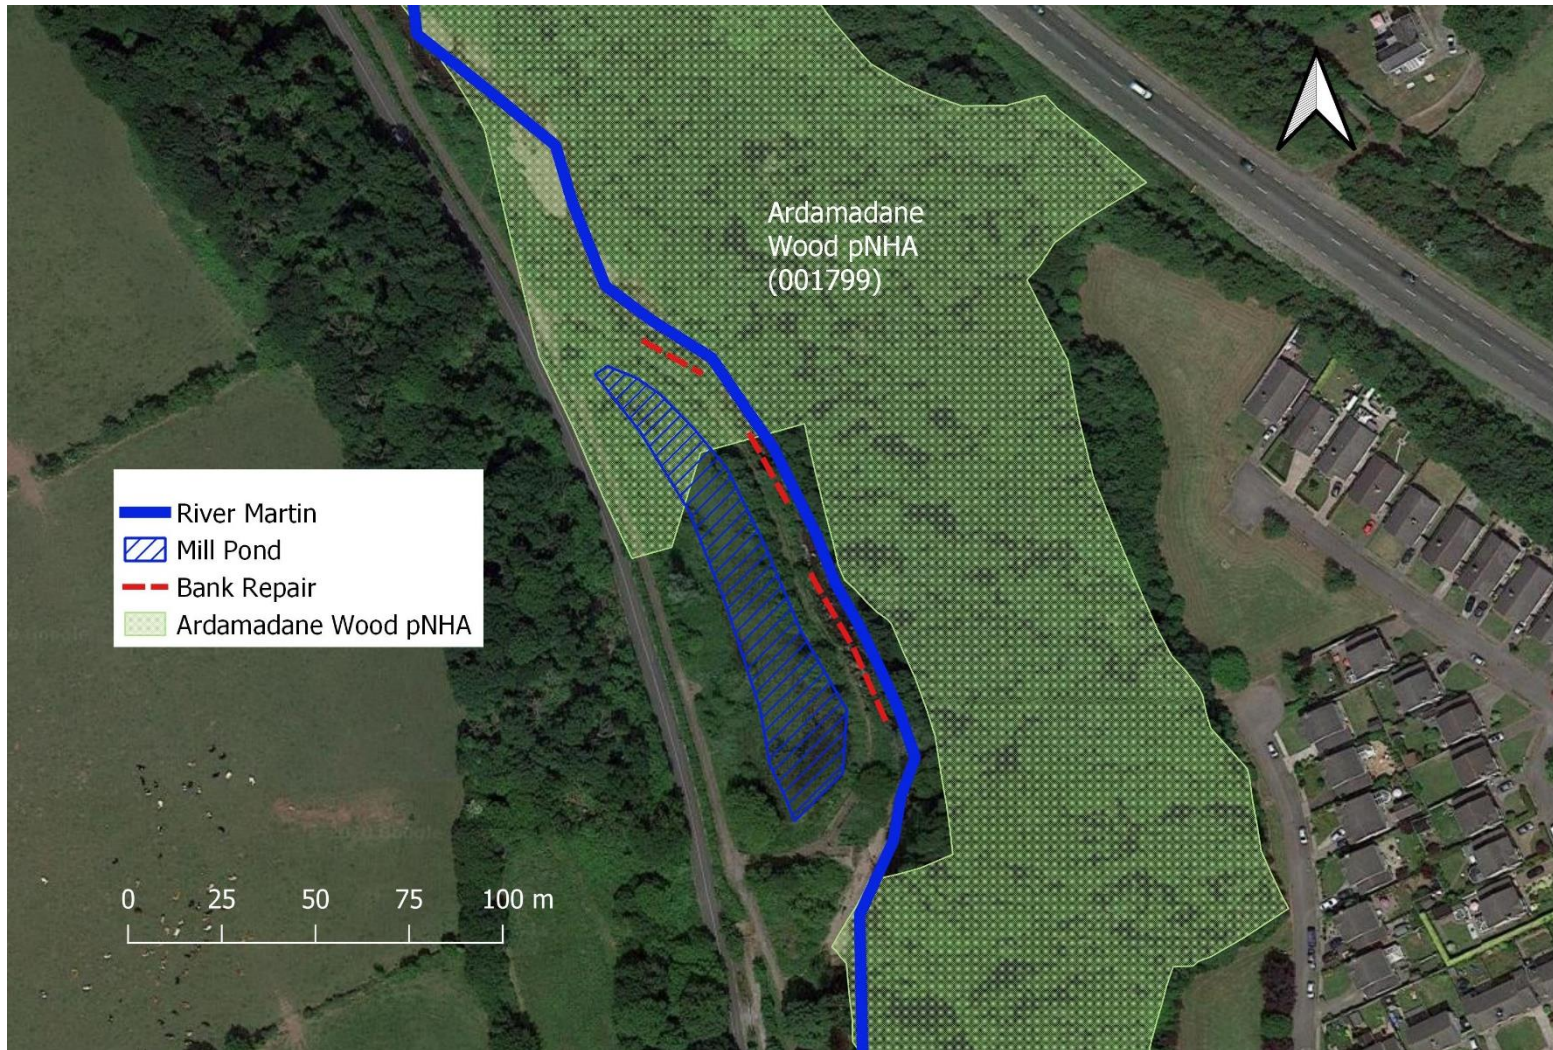 Ardamadane
Wood pNHA
(001799)
River Martin
Mill Pond
Bank Repair
Ardamadane Wood pNHA
0 25 50 75 100 m